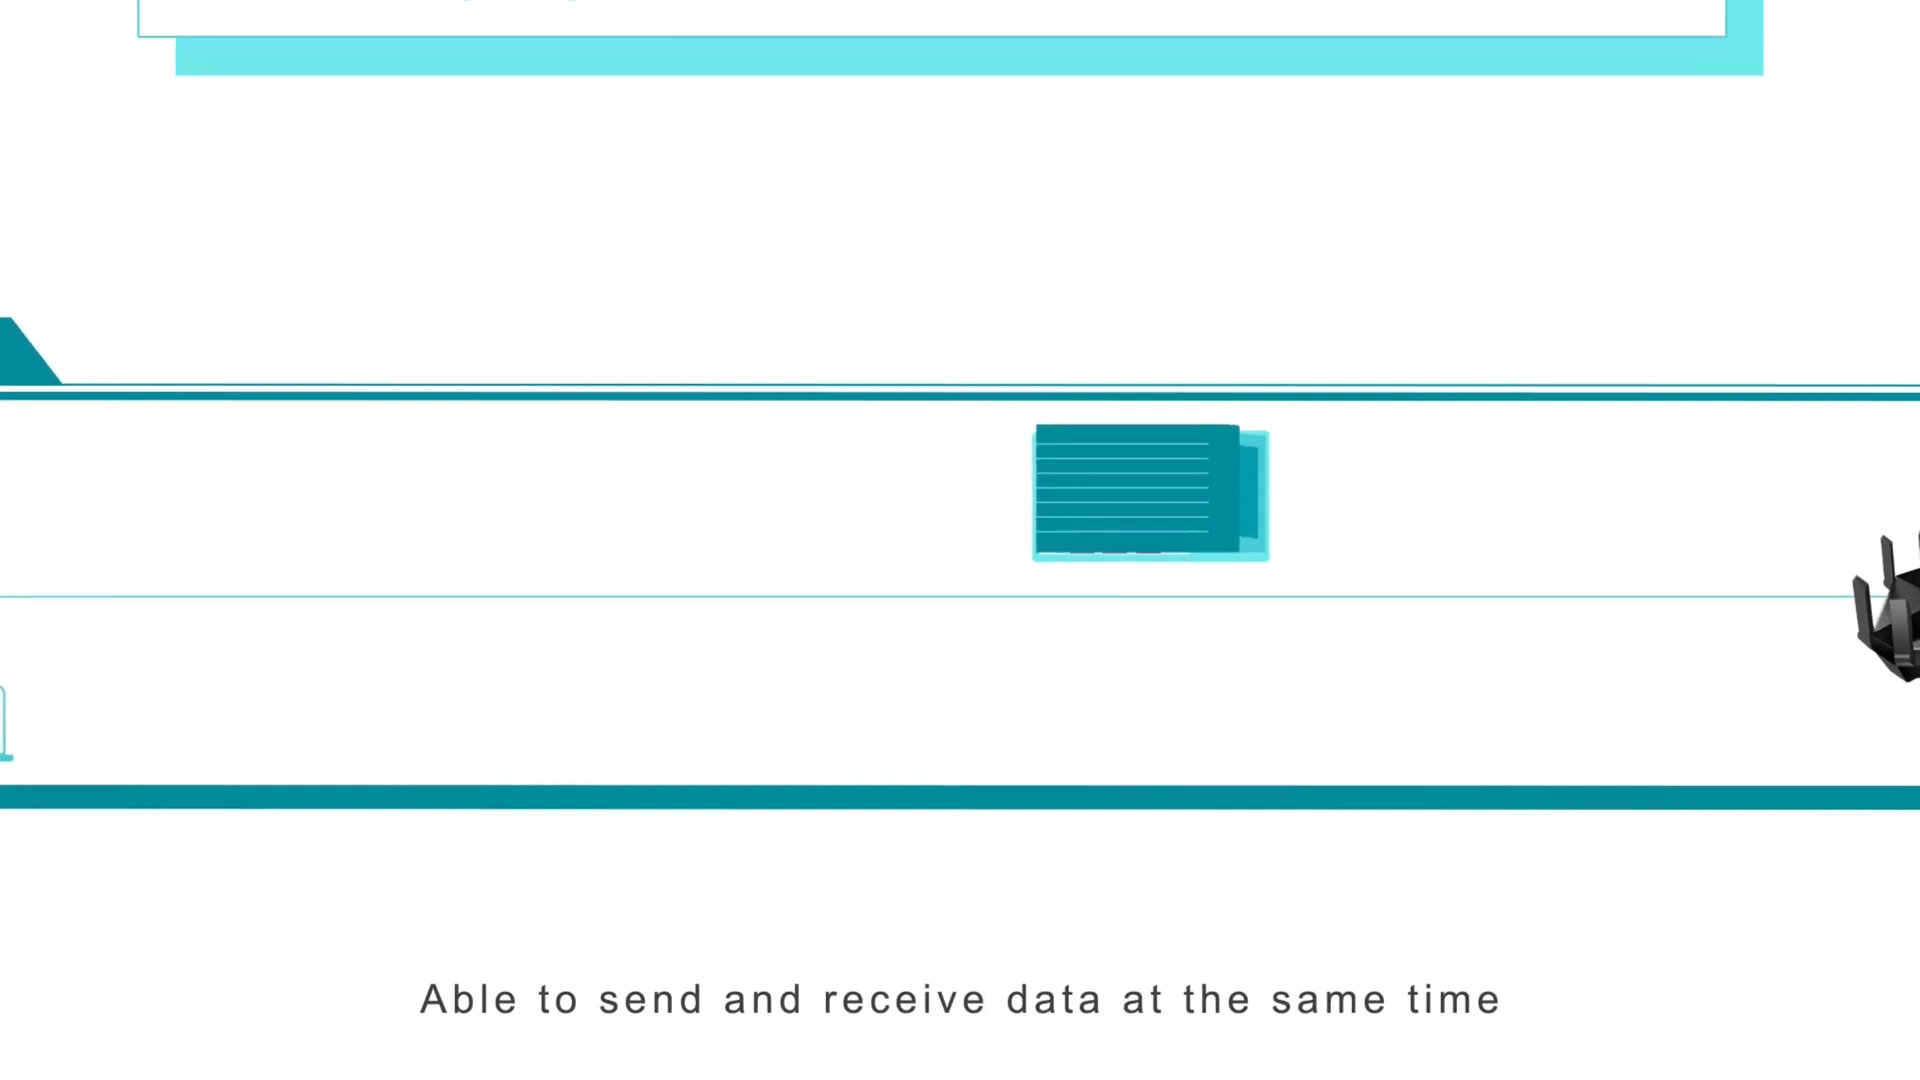 Able to send and receive data at the same time